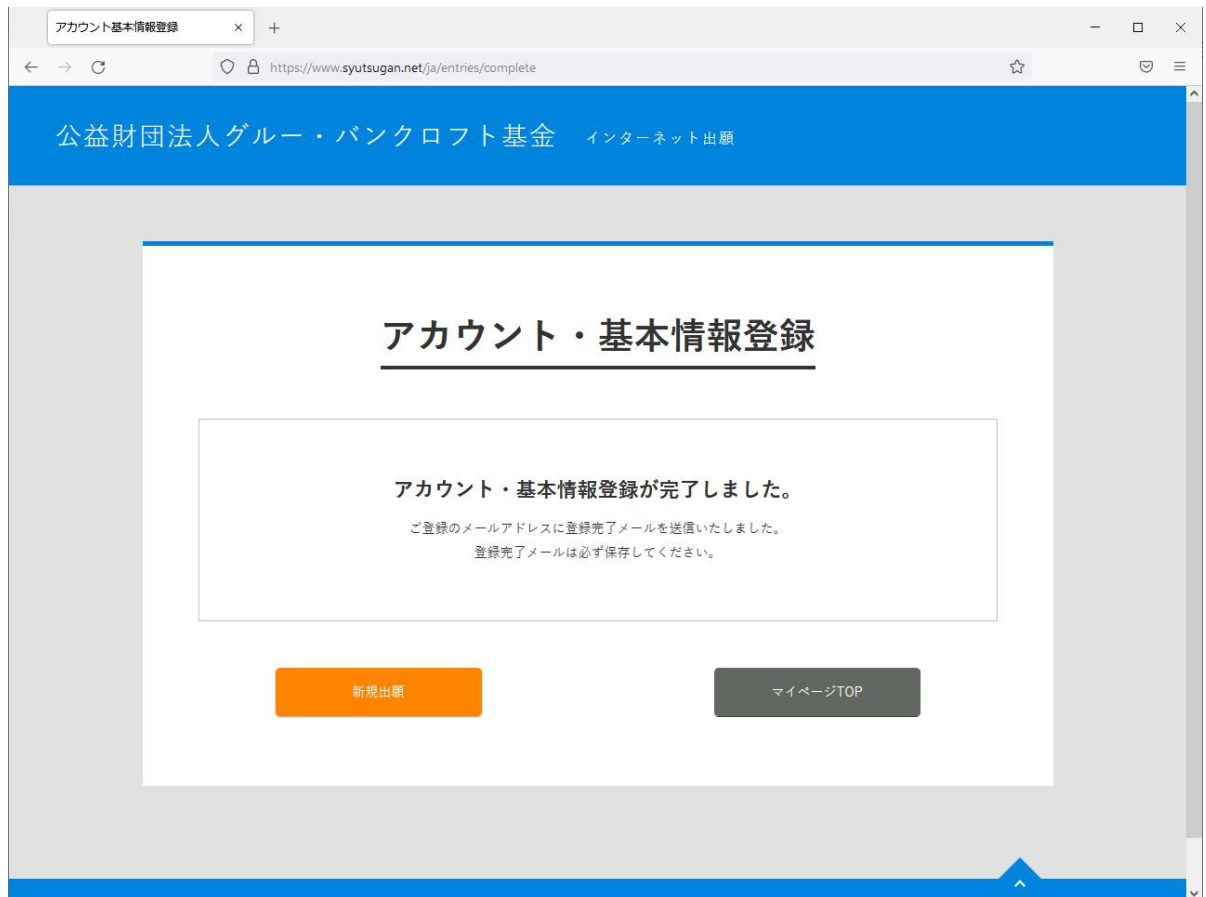 アカウント基本情報登録
https://www.syutsugan.net/ja/entries/complete
公益財団法人グルー・バンクロフト基金 インターネット出願
アカウント・基本情報登録
アカウント・基本情報登録が完了しました。
ご登録のメールアドレスに登録完了メールを送信いたしました。
登録完了メールは必ず保存してください。
新規出願
マイページTOP